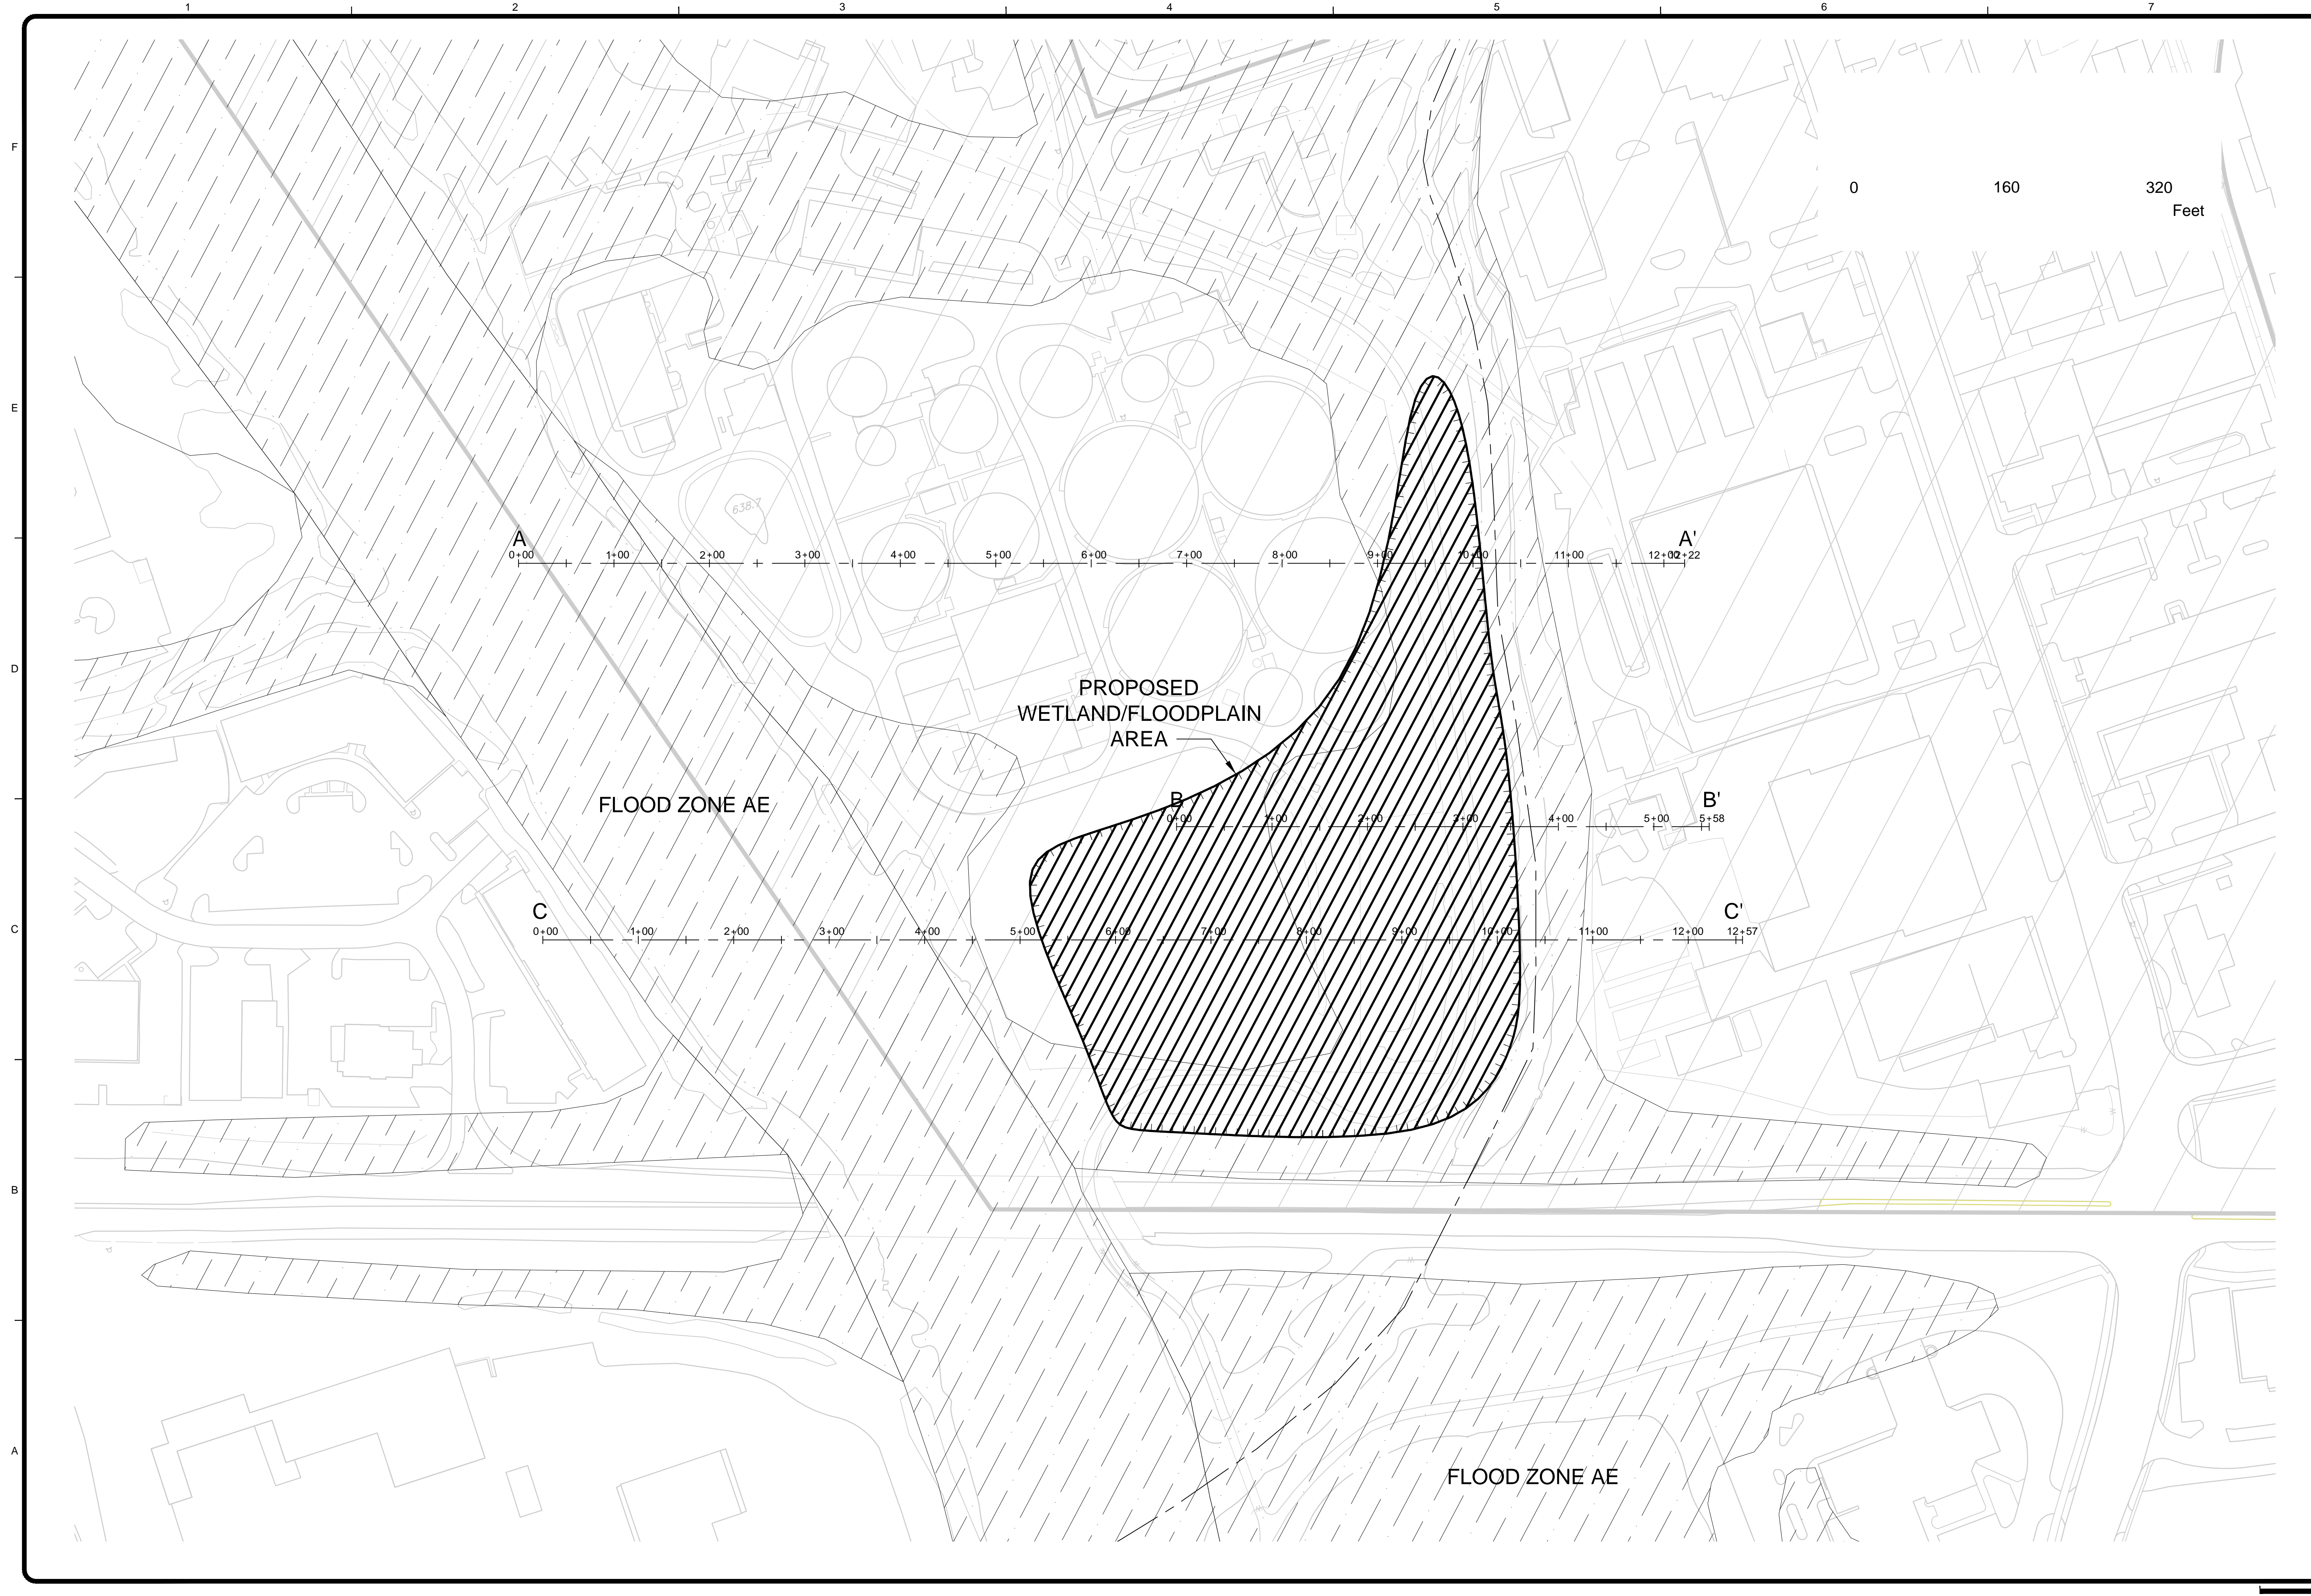 1 2 3 4 5 6 7
F
0 160 320
Feet
E
638.7
A A'
0+00 1+00 2+00 3+00 4+00 5+00 6+00 7+00 8+00 9+00 10+00 11+00 12+00 12+22
D
PROPOSED
WETLAND/FLOODPLAIN
AREA
FLOOD ZONE AE
B B'
0+00 1+00 2+00 3+00 4+00 5+00 5+58
C C'
C
0+00 1+00 2+00 3+00 4+00 5+00 6+00 7+00 8+00 9+00 10+00 11+00 12+00 12+57
B
A
FLOOD ZONE AE